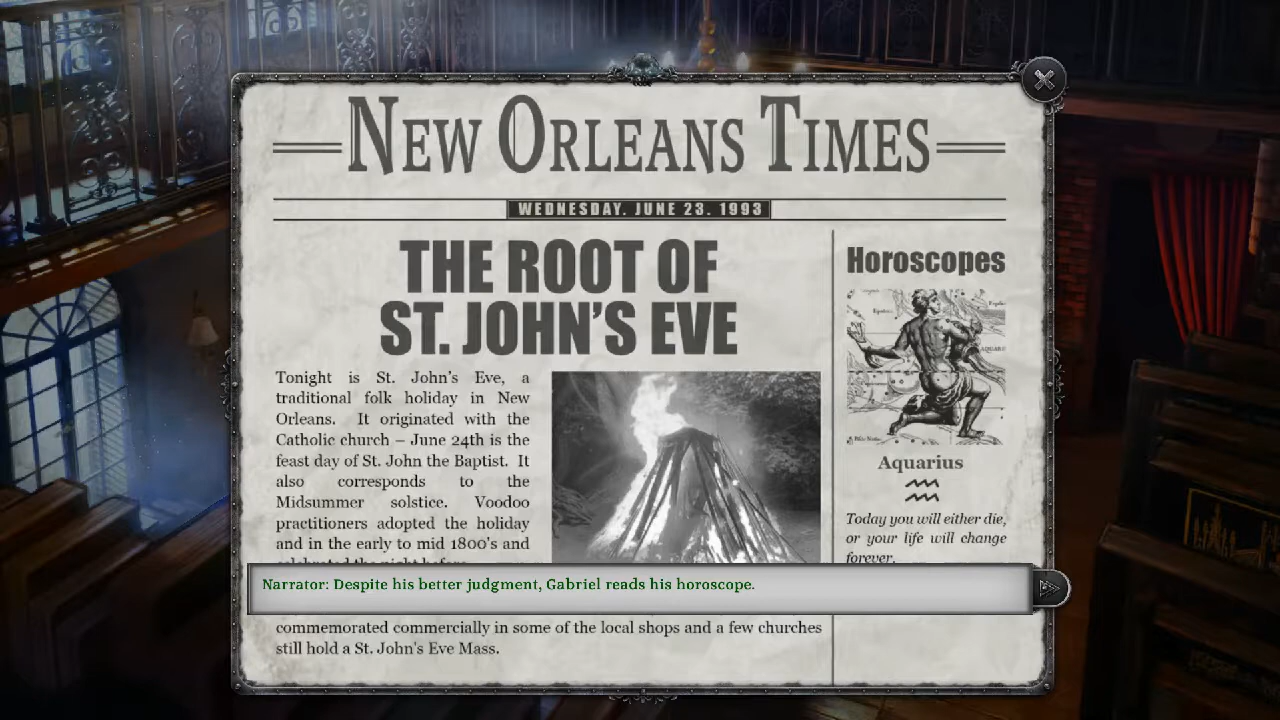 NEW ORLEANS TIMES
WEDNESDAY. JUNE 23. 1993
THE ROOT OF
ST. JOHN'S EVE
Tonight is St. John's Eve, a
traditional folk holiday in New
Orleans. It originated with the
Catholic church – June 24th is the
feast day of St. John the Baptist. It
also corresponds to the
Midsummer solstice. Voodoo
practitioners adopted the holiday
and in the early to mid 1800's and
celebrated the night before
commemorated commercially in some of the local shops and a few churches
still hold a St. John's Eve Mass.
Horoscopes
Aquarius
Today you will either die,
or your life will change
forever.
Narrator: Despite his better judgment, Gabriel reads his horoscope.